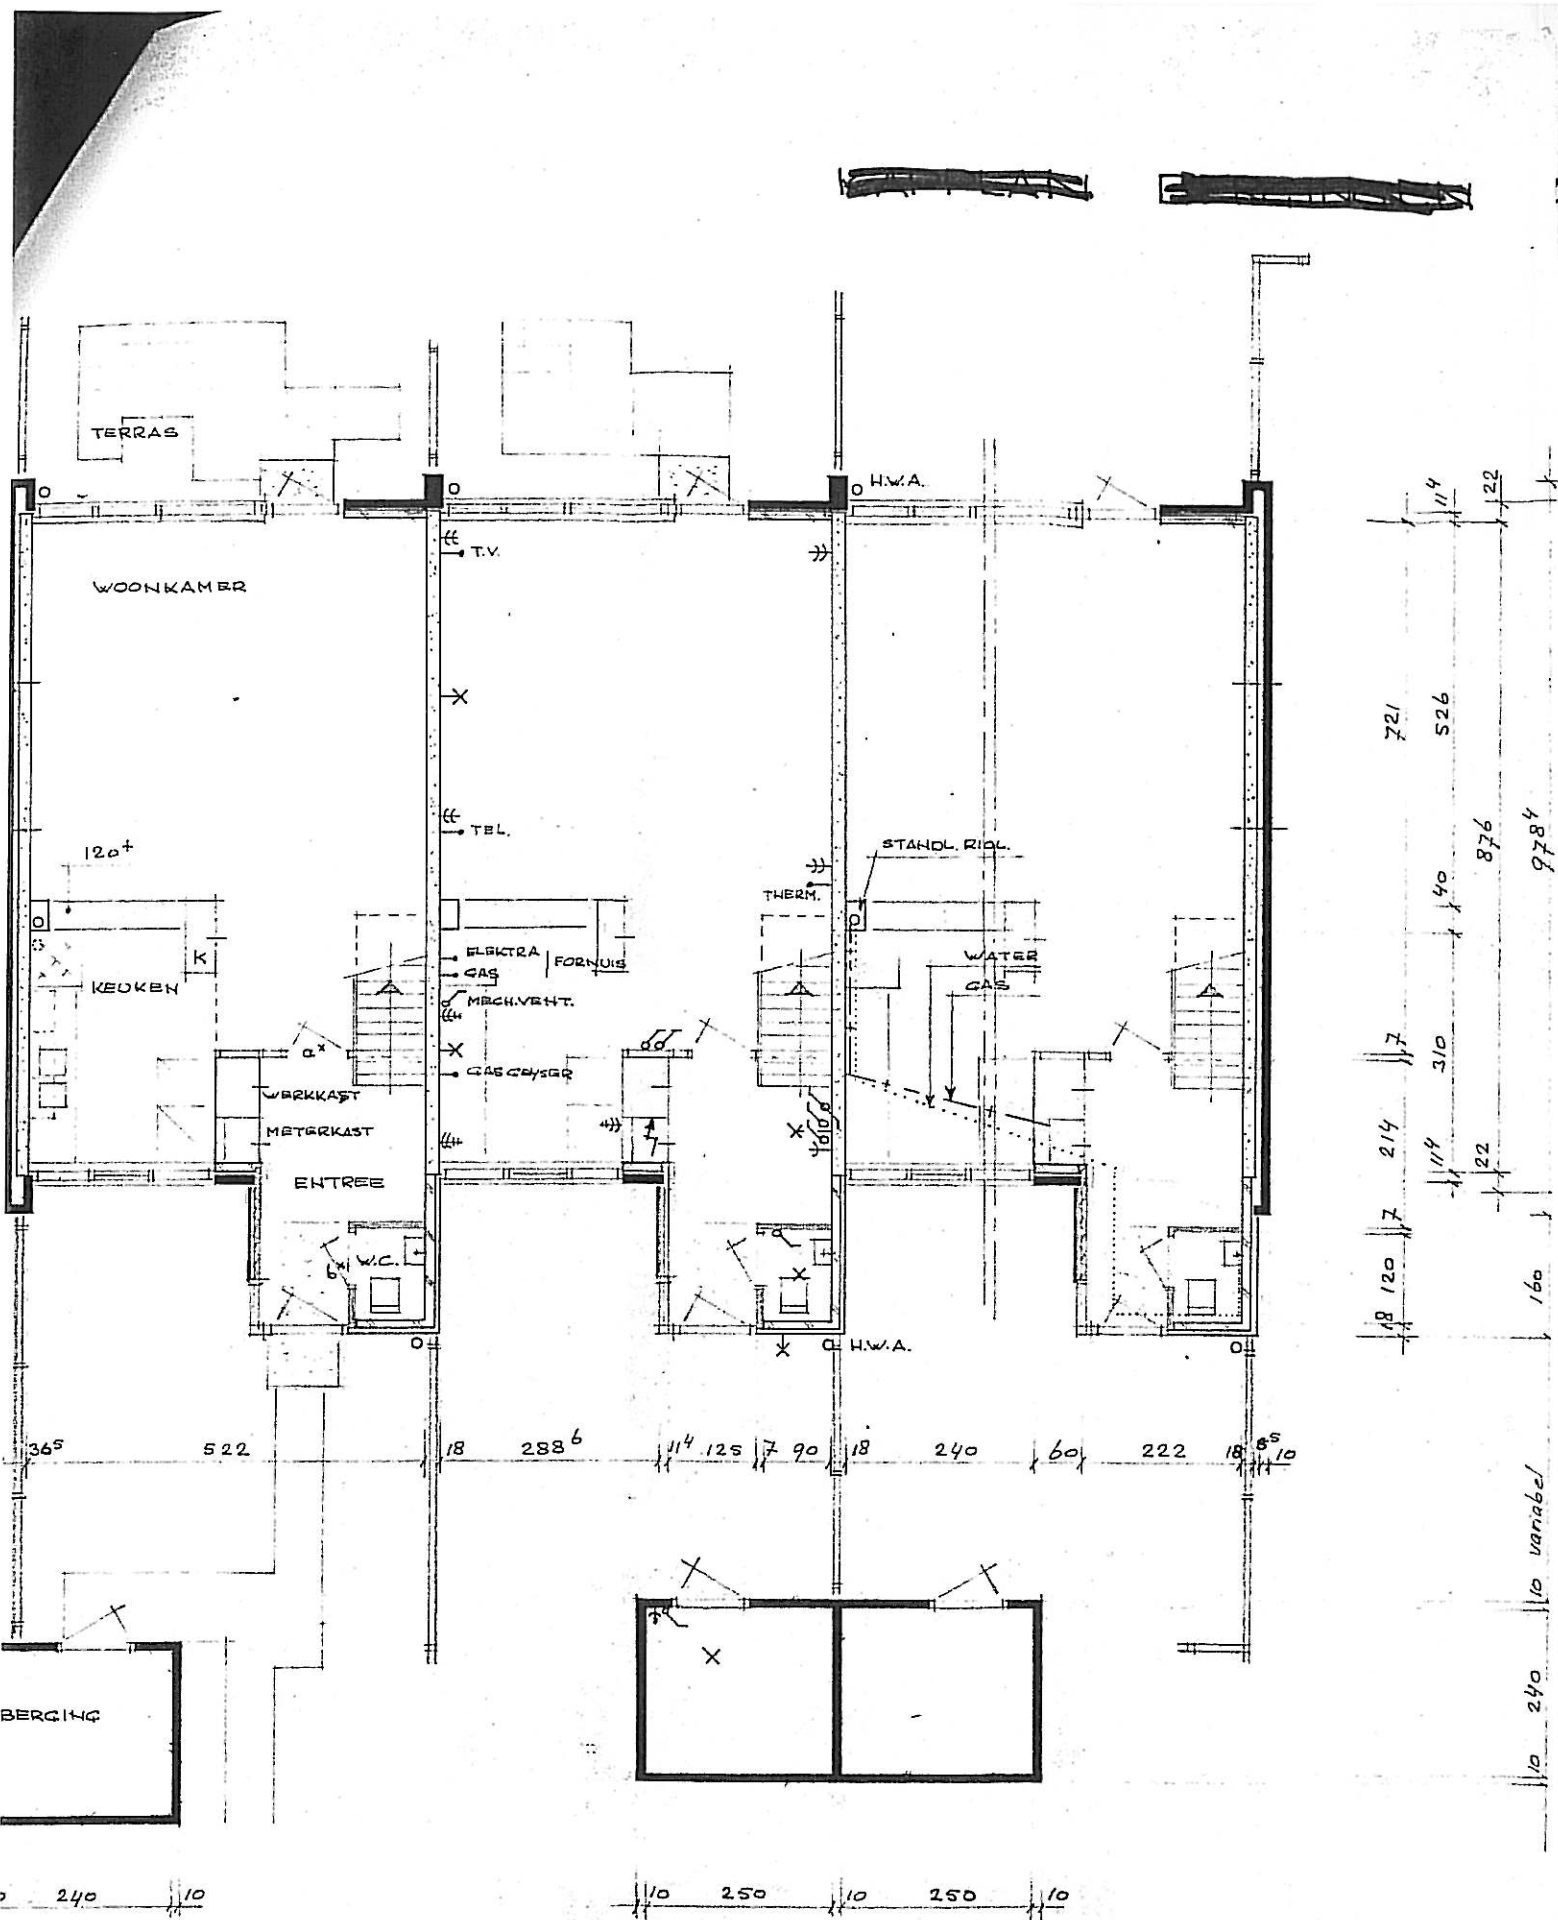 TERRAS
H.W.A.
T.V.
WOONKAMER
721
11⁴
526
22
120⁺
TEL.
STANDL. RIOL.
THERM.
40
876
978⁴
ELEKTRA
GAS
FORNUIS
K
KEUKEN
MECH.VENT.
WATER
GAS
a×
GASGEYSER
7
310
WERKKAST
METERKAST
214
11⁴
22
ENTREE
7
W.C.
b×
120
160
18
H.W.A.
36⁵ 522 18 288⁶ 11⁴ 125 7 90 18 240 60 222 18 8⁵ 10
10 variabel
BERGING
240
10
240 10
10 250 10 250 10